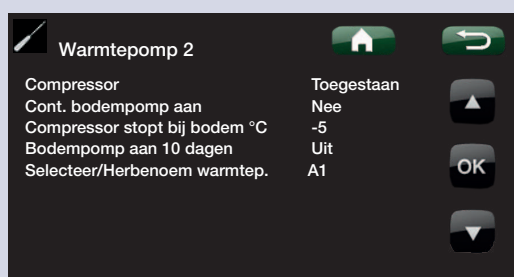 Warmtepomp 2
Compressor Toegestaan
Cont. bodempomp aan Nee
Compressor stopt bij bodem °C -5
Bodempomp aan 10 dagen Uit
Selecteer/Herbenoem warmtep. A1
OK